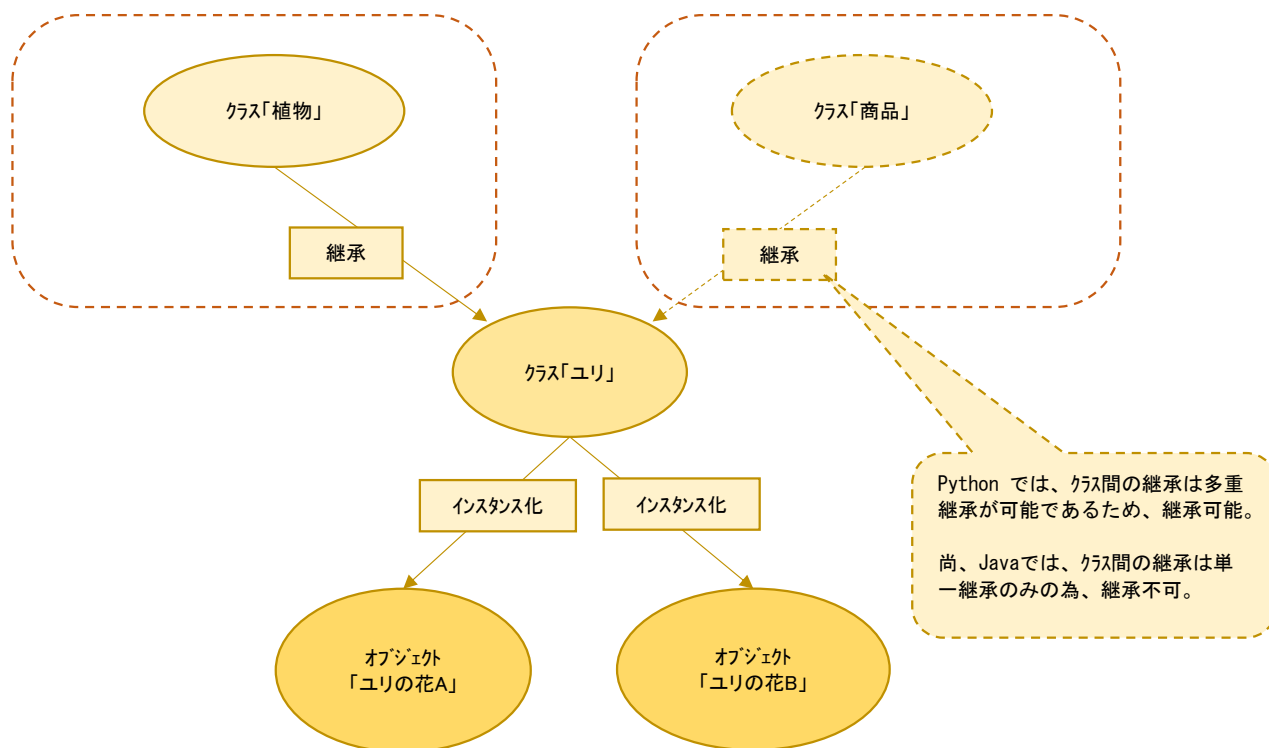 ｸﾗｽ｢植物｣
ｸﾗｽ｢商品｣
継承
継承
ｸﾗｽ｢ユリ｣
インスタンス化
インスタンス化
Python では、ｸﾗｽ間の継承は多重
継承が可能であるため、継承可能。
尚、Javaでは、ｸﾗｽ間の継承は単
一継承のみの為、継承不可。
ｵﾌﾞｼﾞｪｸﾄ
｢ユリの花A｣
ｵﾌﾞｼﾞｪｸﾄ
｢ユリの花B｣